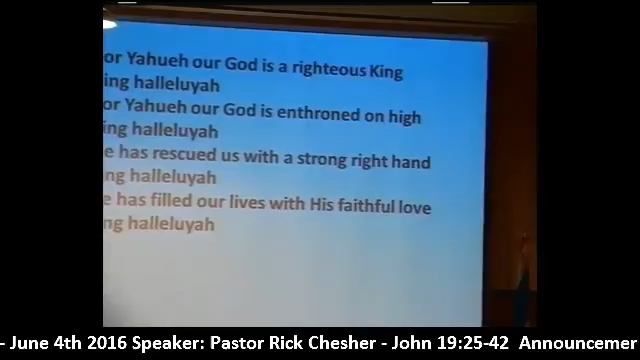 or Yahueh our God is a righteous King
ing halleluyah
or Yahueh our God is enthroned on high
ing halleluyah
e has rescued us with a strong right hand
ng halleluyah
e has filled our lives with His faithful love
ng halleluyah
- June 4th 2016 Speaker: Pastor Rick Chesher - John 19:25-42 Announcemer